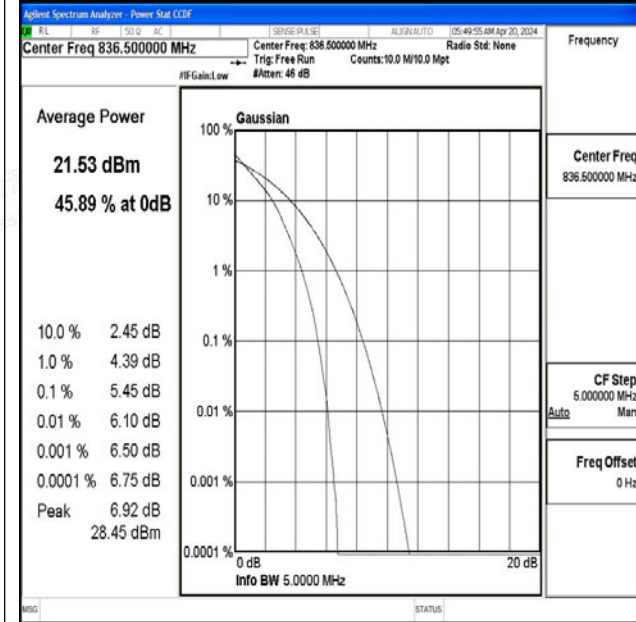 Agilent Spectrum Analyzer - Power Stat CCDF
RL RF 50 Ω AC SENSE:PULSE ALIGN AUTO 05:49:55 AM Apr 20, 2024
Center Freq 836.500000 MHz
Center Freq: 836.500000 MHz Radio Std: None
Trig: Free Run Counts:10.0 M/10.0 Mpt
#IFGain:Low #Atten: 46 dB
Frequency
Center Freq
836.500000 MHz
CF Step
5.000000 MHz
Auto Man
Freq Offset
0 Hz
Average Power
21.53 dBm
45.89 % at 0dB
10.0 % 2.45 dB
1.0 % 4.39 dB
0.1 % 5.45 dB
0.01 % 6.10 dB
0.001 % 6.50 dB
0.0001 % 6.75 dB
Peak 6.92 dB
28.45 dBm
Gaussian
100 %
10 %
1 %
0.1 %
0.01 %
0.001 %
0.0001 %
0 dB 20 dB
Info BW 5.0000 MHz
MSG STATUS